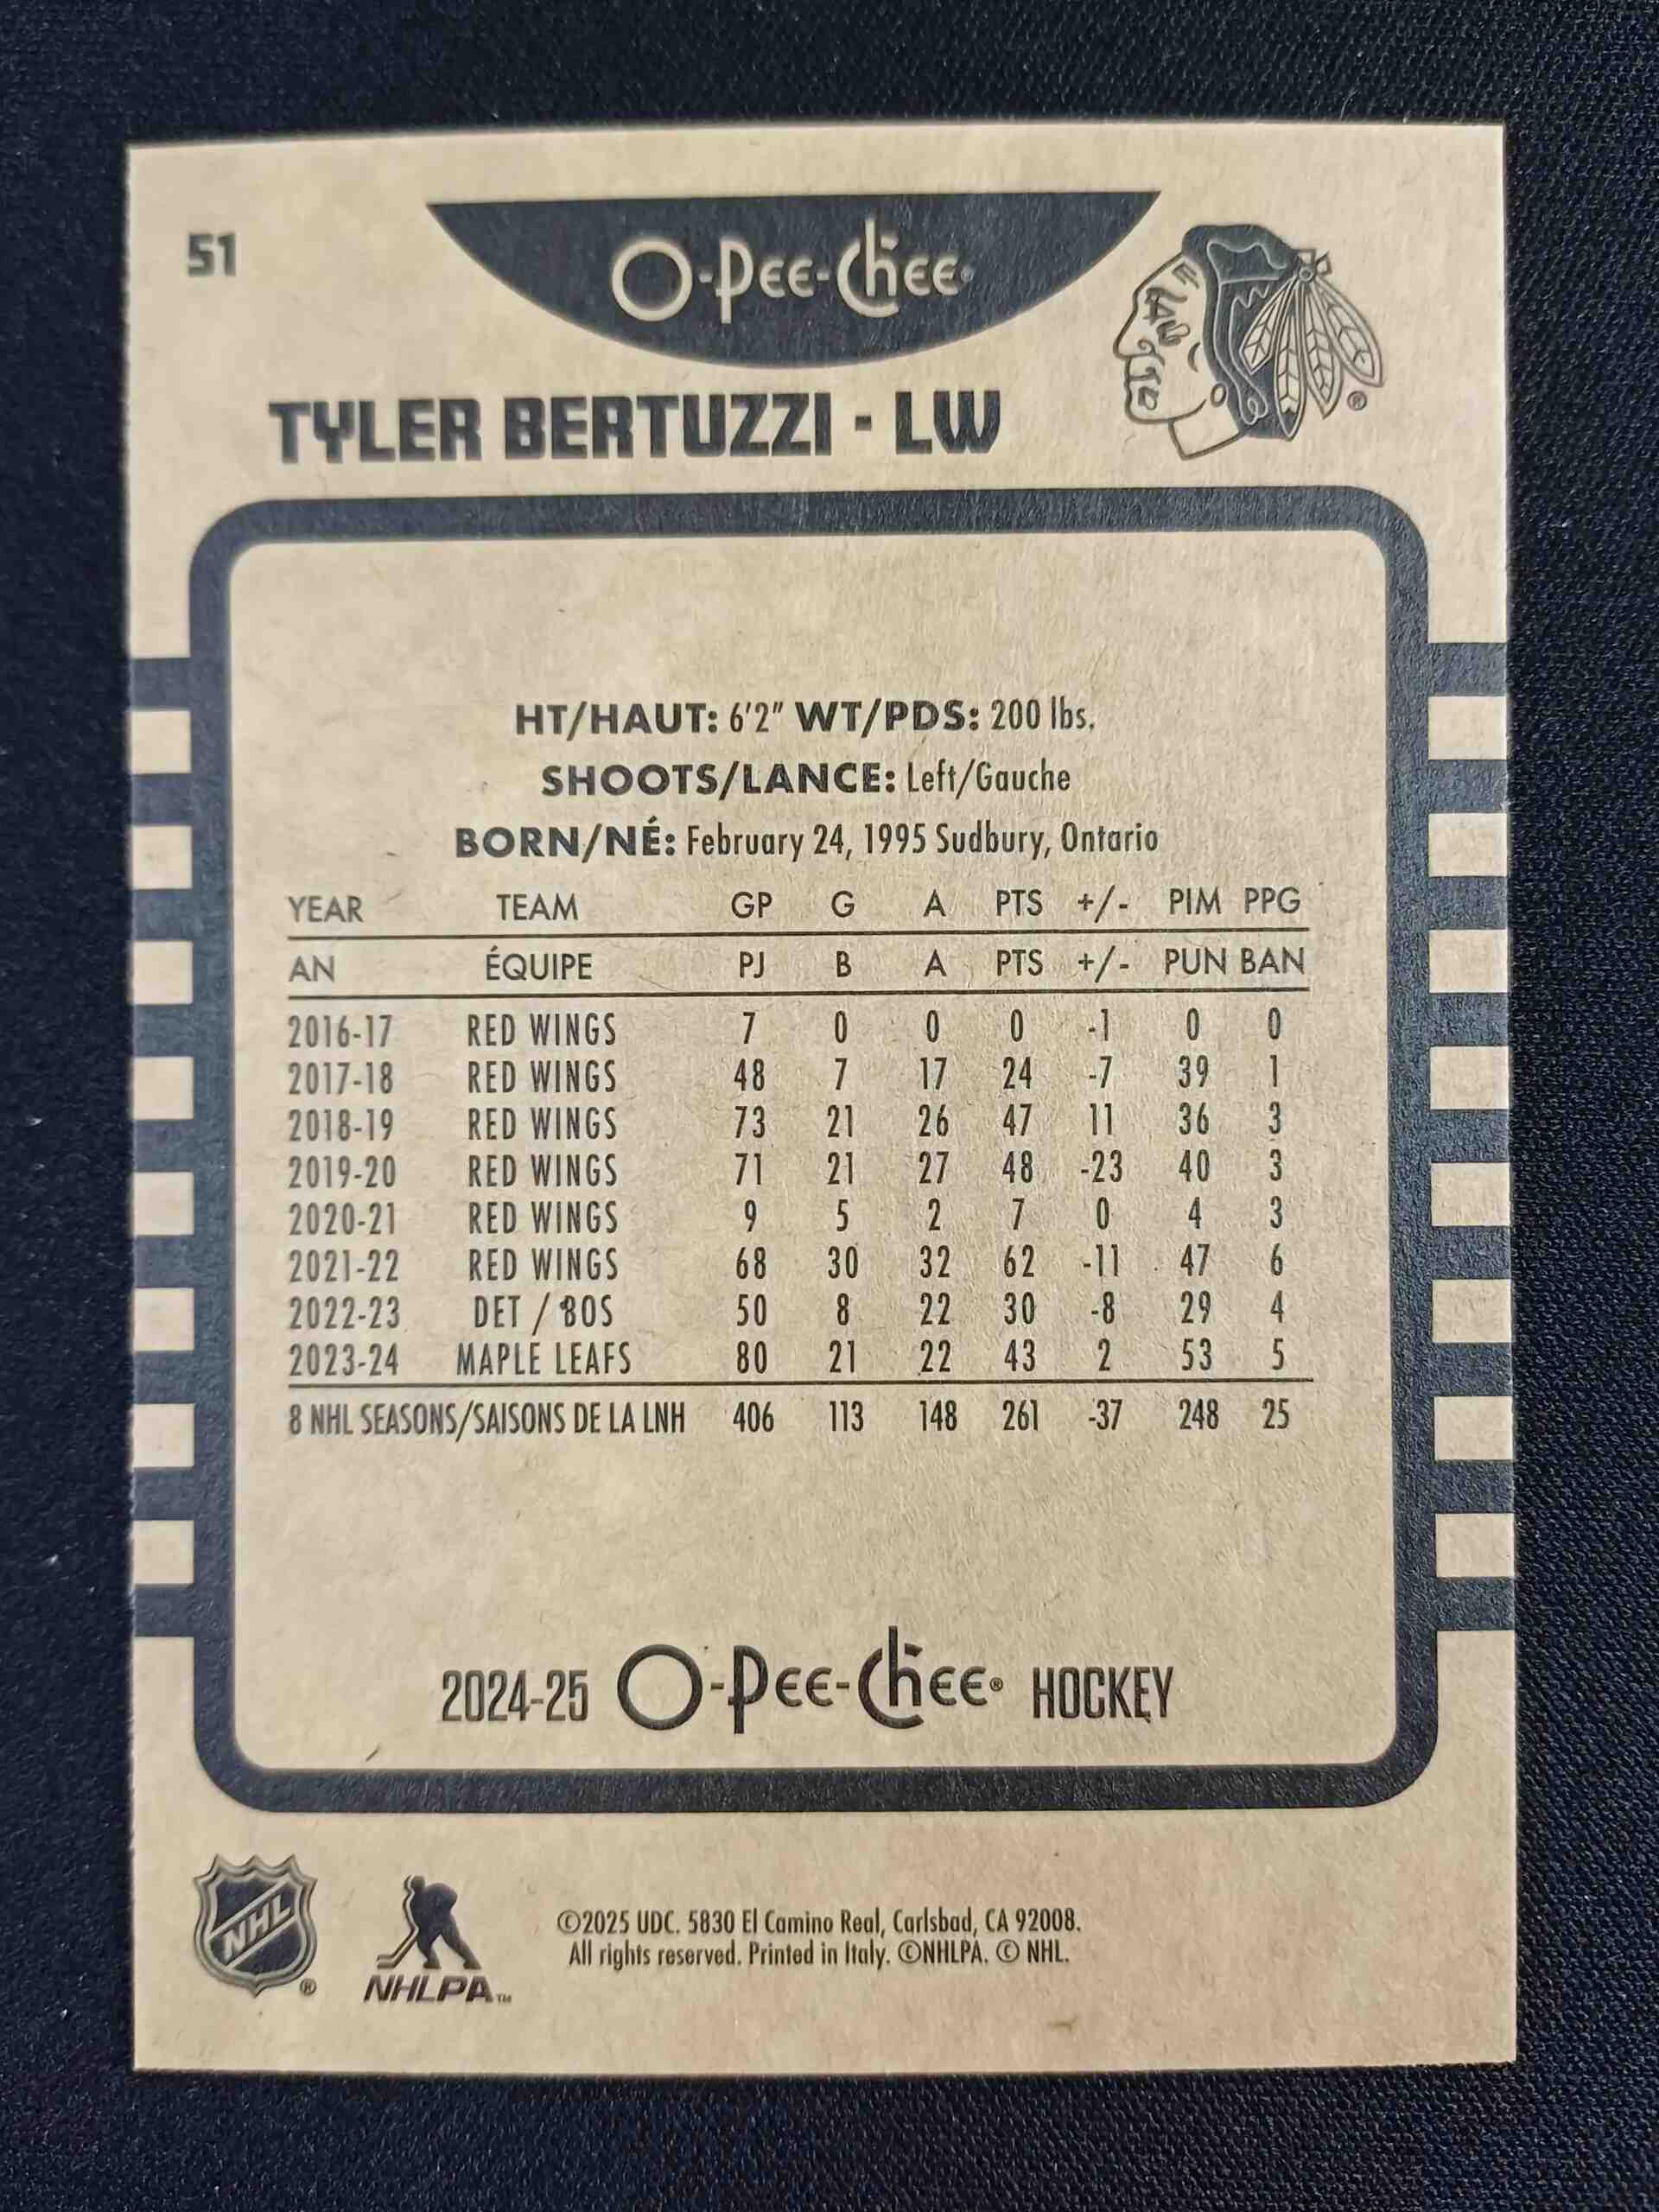 51
O-Pee-Chee®
TYLER BERTUZZI - LW
®
HT/HAUT: 6'2" WT/PDS: 200 lbs.
SHOOTS/LANCE: Left/Gauche
BORN/NÉ: February 24, 1995 Sudbury, Ontario
YEAR TEAM GP G A PTS +/- PIM PPG
AN ÉQUIPE PJ B A PTS +/- PUN BAN
2016-17 RED WINGS 7 0 0 0 -1 0 0
2017-18 RED WINGS 48 7 17 24 -7 39 1
2018-19 RED WINGS 73 21 26 47 11 36 3
2019-20 RED WINGS 71 21 27 48 -23 40 3
2020-21 RED WINGS 9 5 2 7 0 4 3
2021-22 RED WINGS 68 30 32 62 -11 47 6
2022-23 DET / BOS 50 8 22 30 -8 29 4
2023-24 MAPLE LEAFS 80 21 22 43 2 53 5
8 NHL SEASONS/SAISONS DE LA LNH 406 113 148 261 -37 248 25
2024-25 O-Pee-Chee® HOCKEY
NHL ®
NHLPA™
©2025 UDC. 5830 El Camino Real, Carlsbad, CA 92008.
All rights reserved. Printed in Italy. ©NHLPA. © NHL.